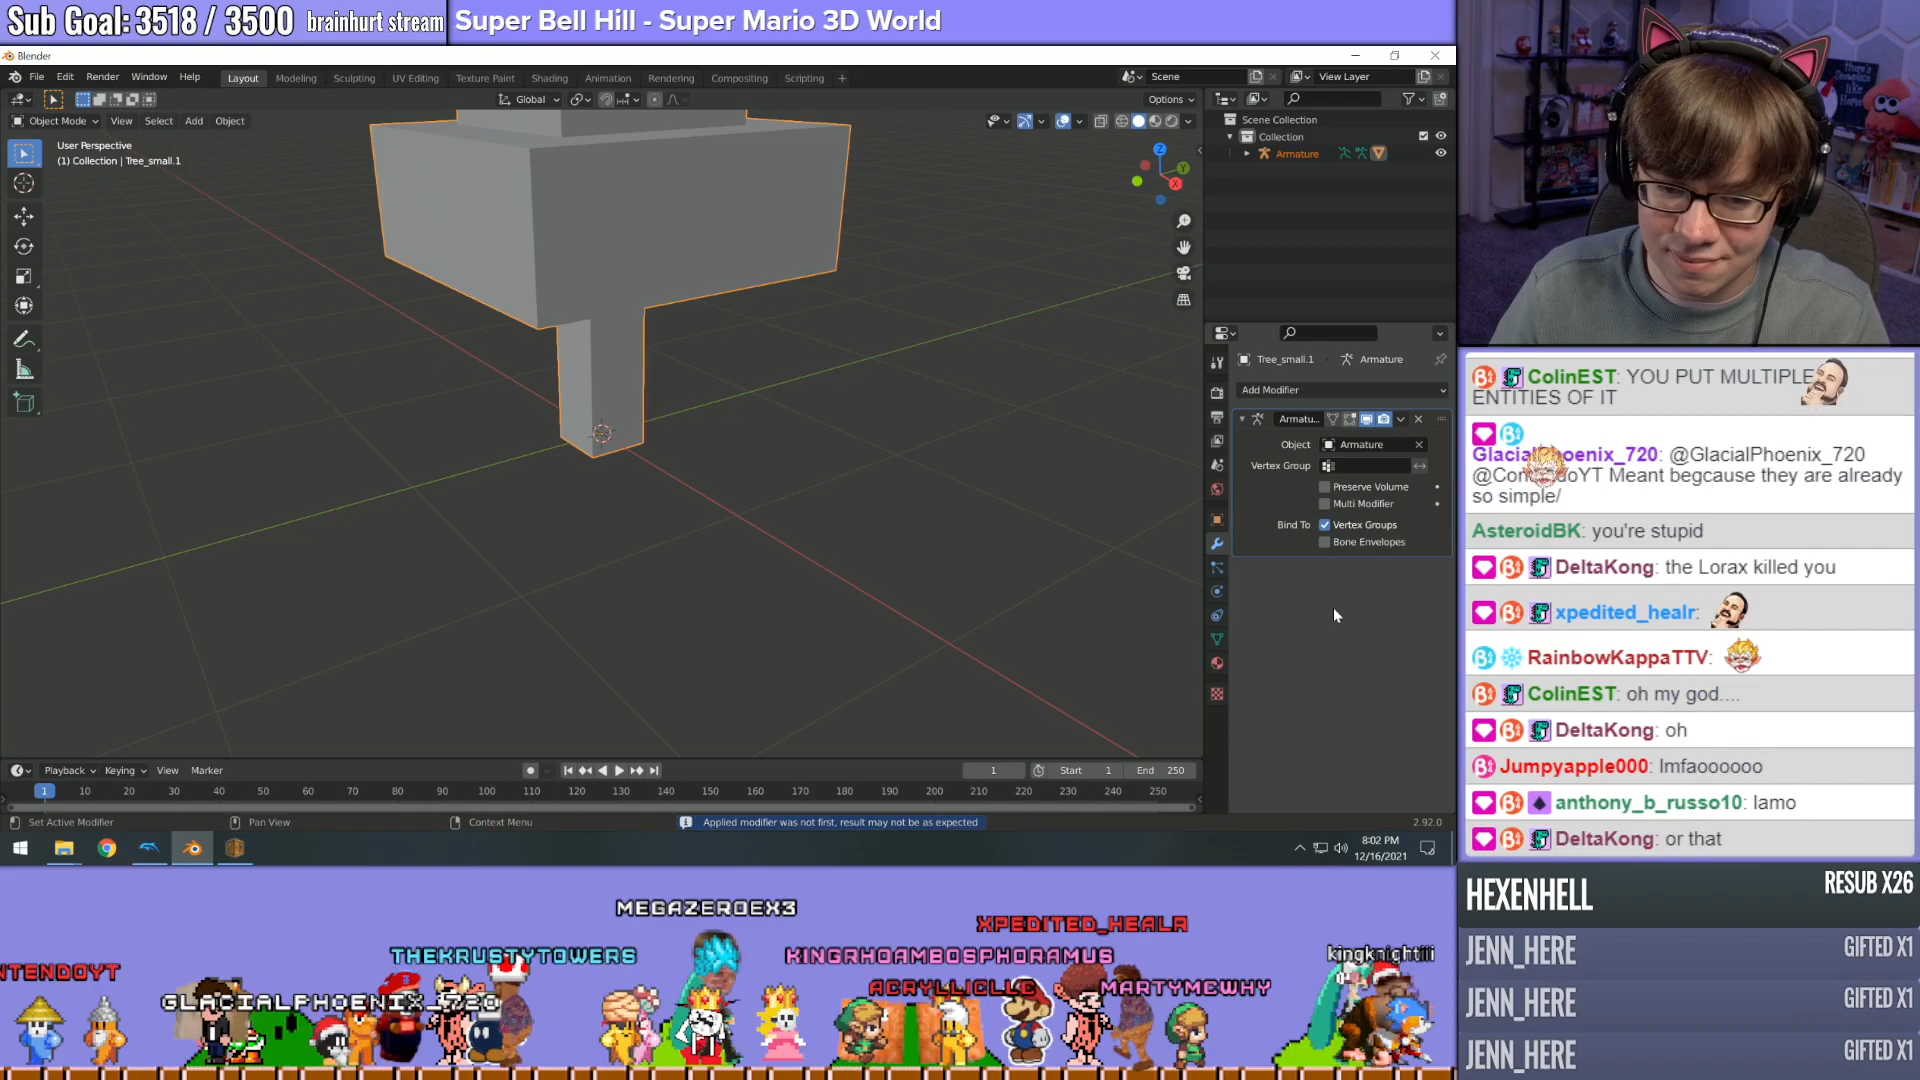 Sub Goal: 3518 / 3500 brainhurt stream
Super Bell Hill - Super Mario 3D World
Blender
File Edit Render Window Help
Layout Modeling Sculpting UV Editing Texture Paint Shading Animation Rendering Compositing Scripting +
Scene
View Layer
Global
Options
Object Mode View Select Add Object
User Perspective
(1) Collection | Tree_small.1
Z
Y
X
Scene Collection
Collection
Armature
Tree_small.1
Armature
Add Modifier
Armatu...
Object Armature
Vertex Group
Preserve Volume
Multi Modifier
Bind To Vertex Groups
Bone Envelopes
Playback Keying View Marker
1 Start 1 End 250
1 10 20 30 40 50 60 70 80 90 100 110 120 130 140 150 160 170 180 190 200 210 220 230 240 250
Set Active Modifier
Pan View
Context Menu
Applied modifier was not first, result may not be as expected
2.92.0
8:02 PM
12/16/2021
ColinEST: YOU PUT MULTIPLE
ENTITIES OF IT
@GlacialPhoenix_720
Meant begcause they are already
so simple/
AsteroidBK: you're stupid
DeltaKong: the Lorax killed you
xpedited_healr:
RainbowKappaTTV:
ColinEST: oh my god....
DeltaKong: oh
Jumpyapple000: lmfaooooo
anthony_b_russo10: lamo
DeltaKong: or that
HEXENHELL RESUB X26
JENN_HERE GIFTED X1
JENN_HERE GIFTED X1
JENN_HERE GIFTED X1
MEGAZEROEX3
XPEDITED_HEALR
THEKRUSTYTOWERS
KINGRHOAMBOSPHORAMUS
kingknightiii
NTENDOYT
ACRYLLICLLC
MARTYMCWHY
GLACIALPHOENIX_720